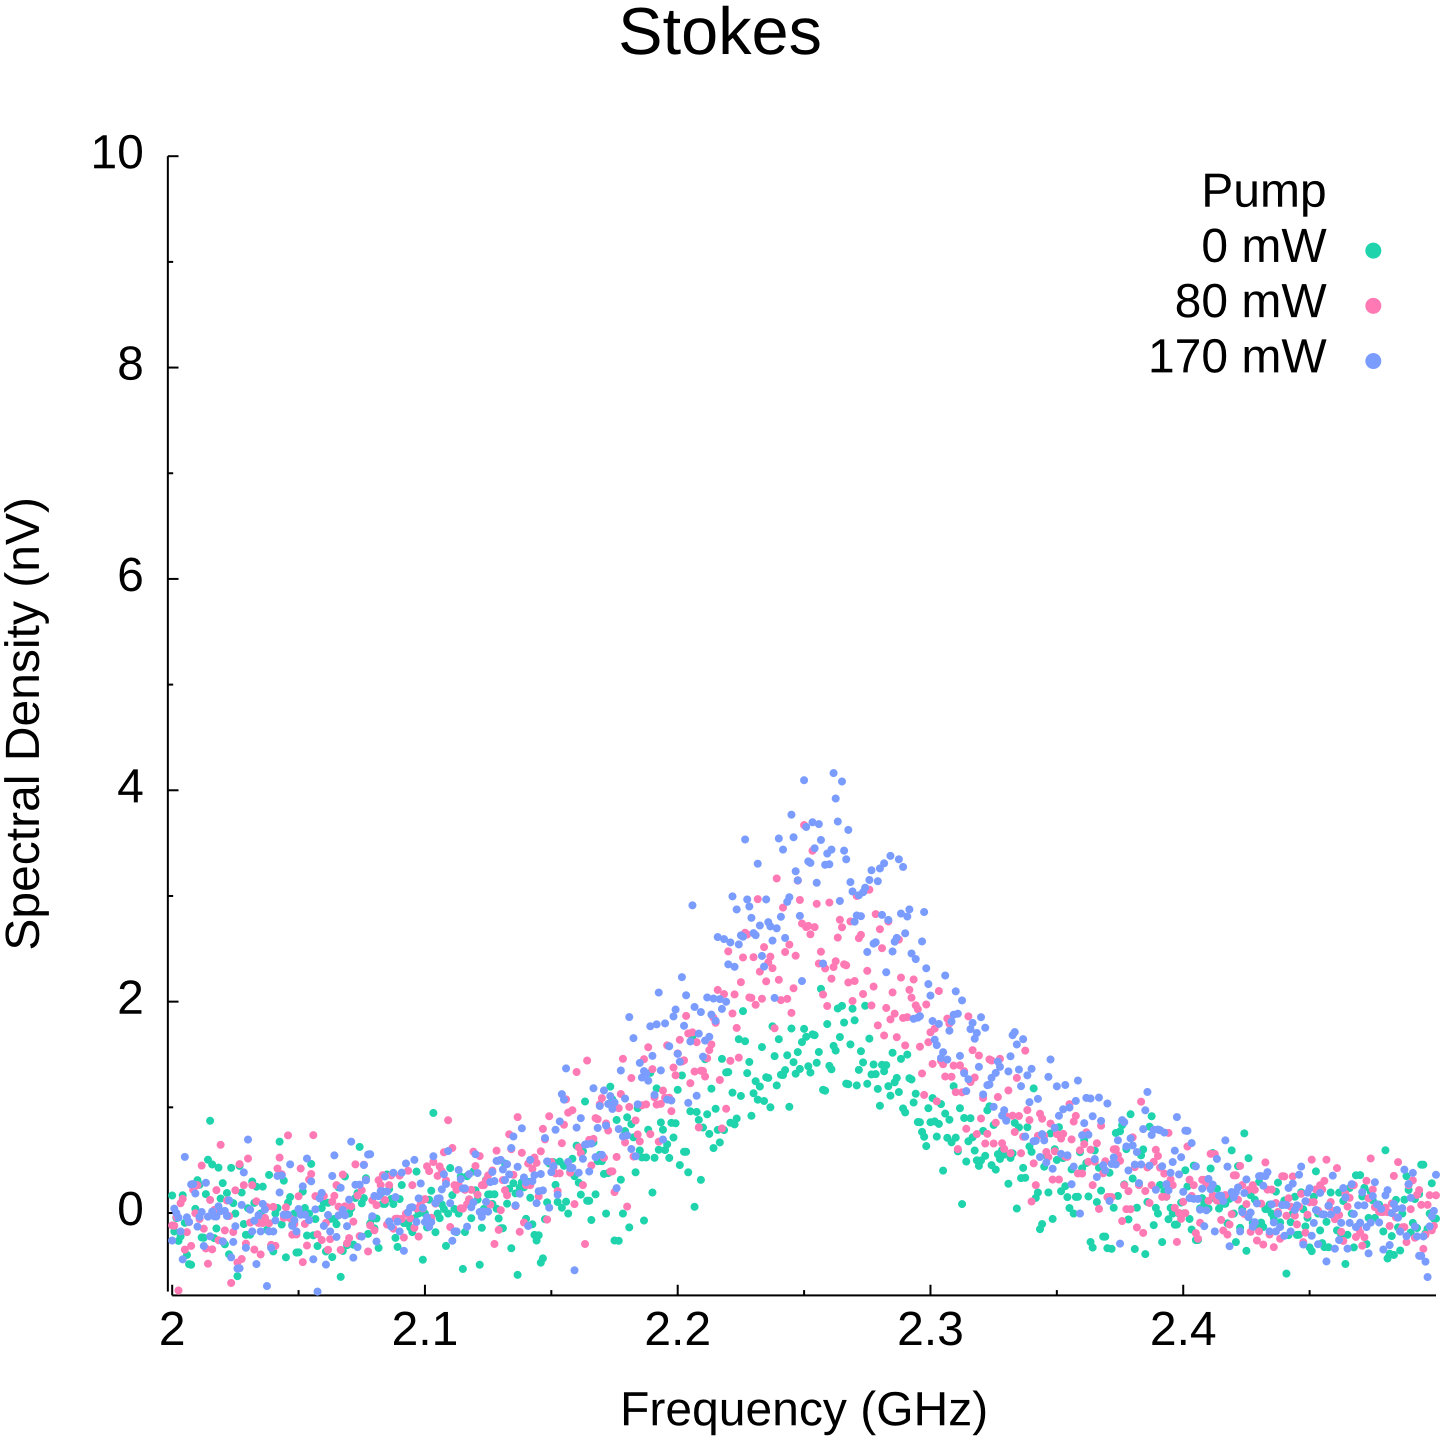 Stokes
Pump
0 mW
80 mW
170 mW
10
8
6
4
2
0
Spectral Density (nV)
2 2.1 2.2 2.3 2.4
Frequency (GHz)